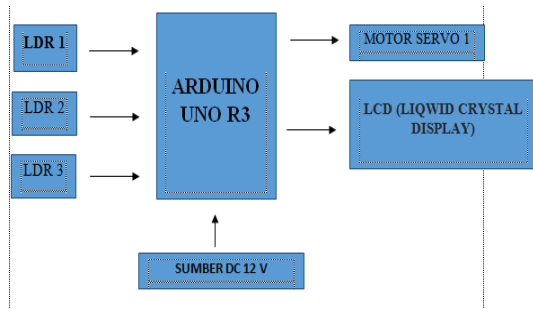 LDR 1
LDR 2
LDR 3
ARDUINO
UNO R3
MOTOR SERVO 1
LCD (LIQWID CRYSTAL
DISPLAY)
SUMBER DC 12 V